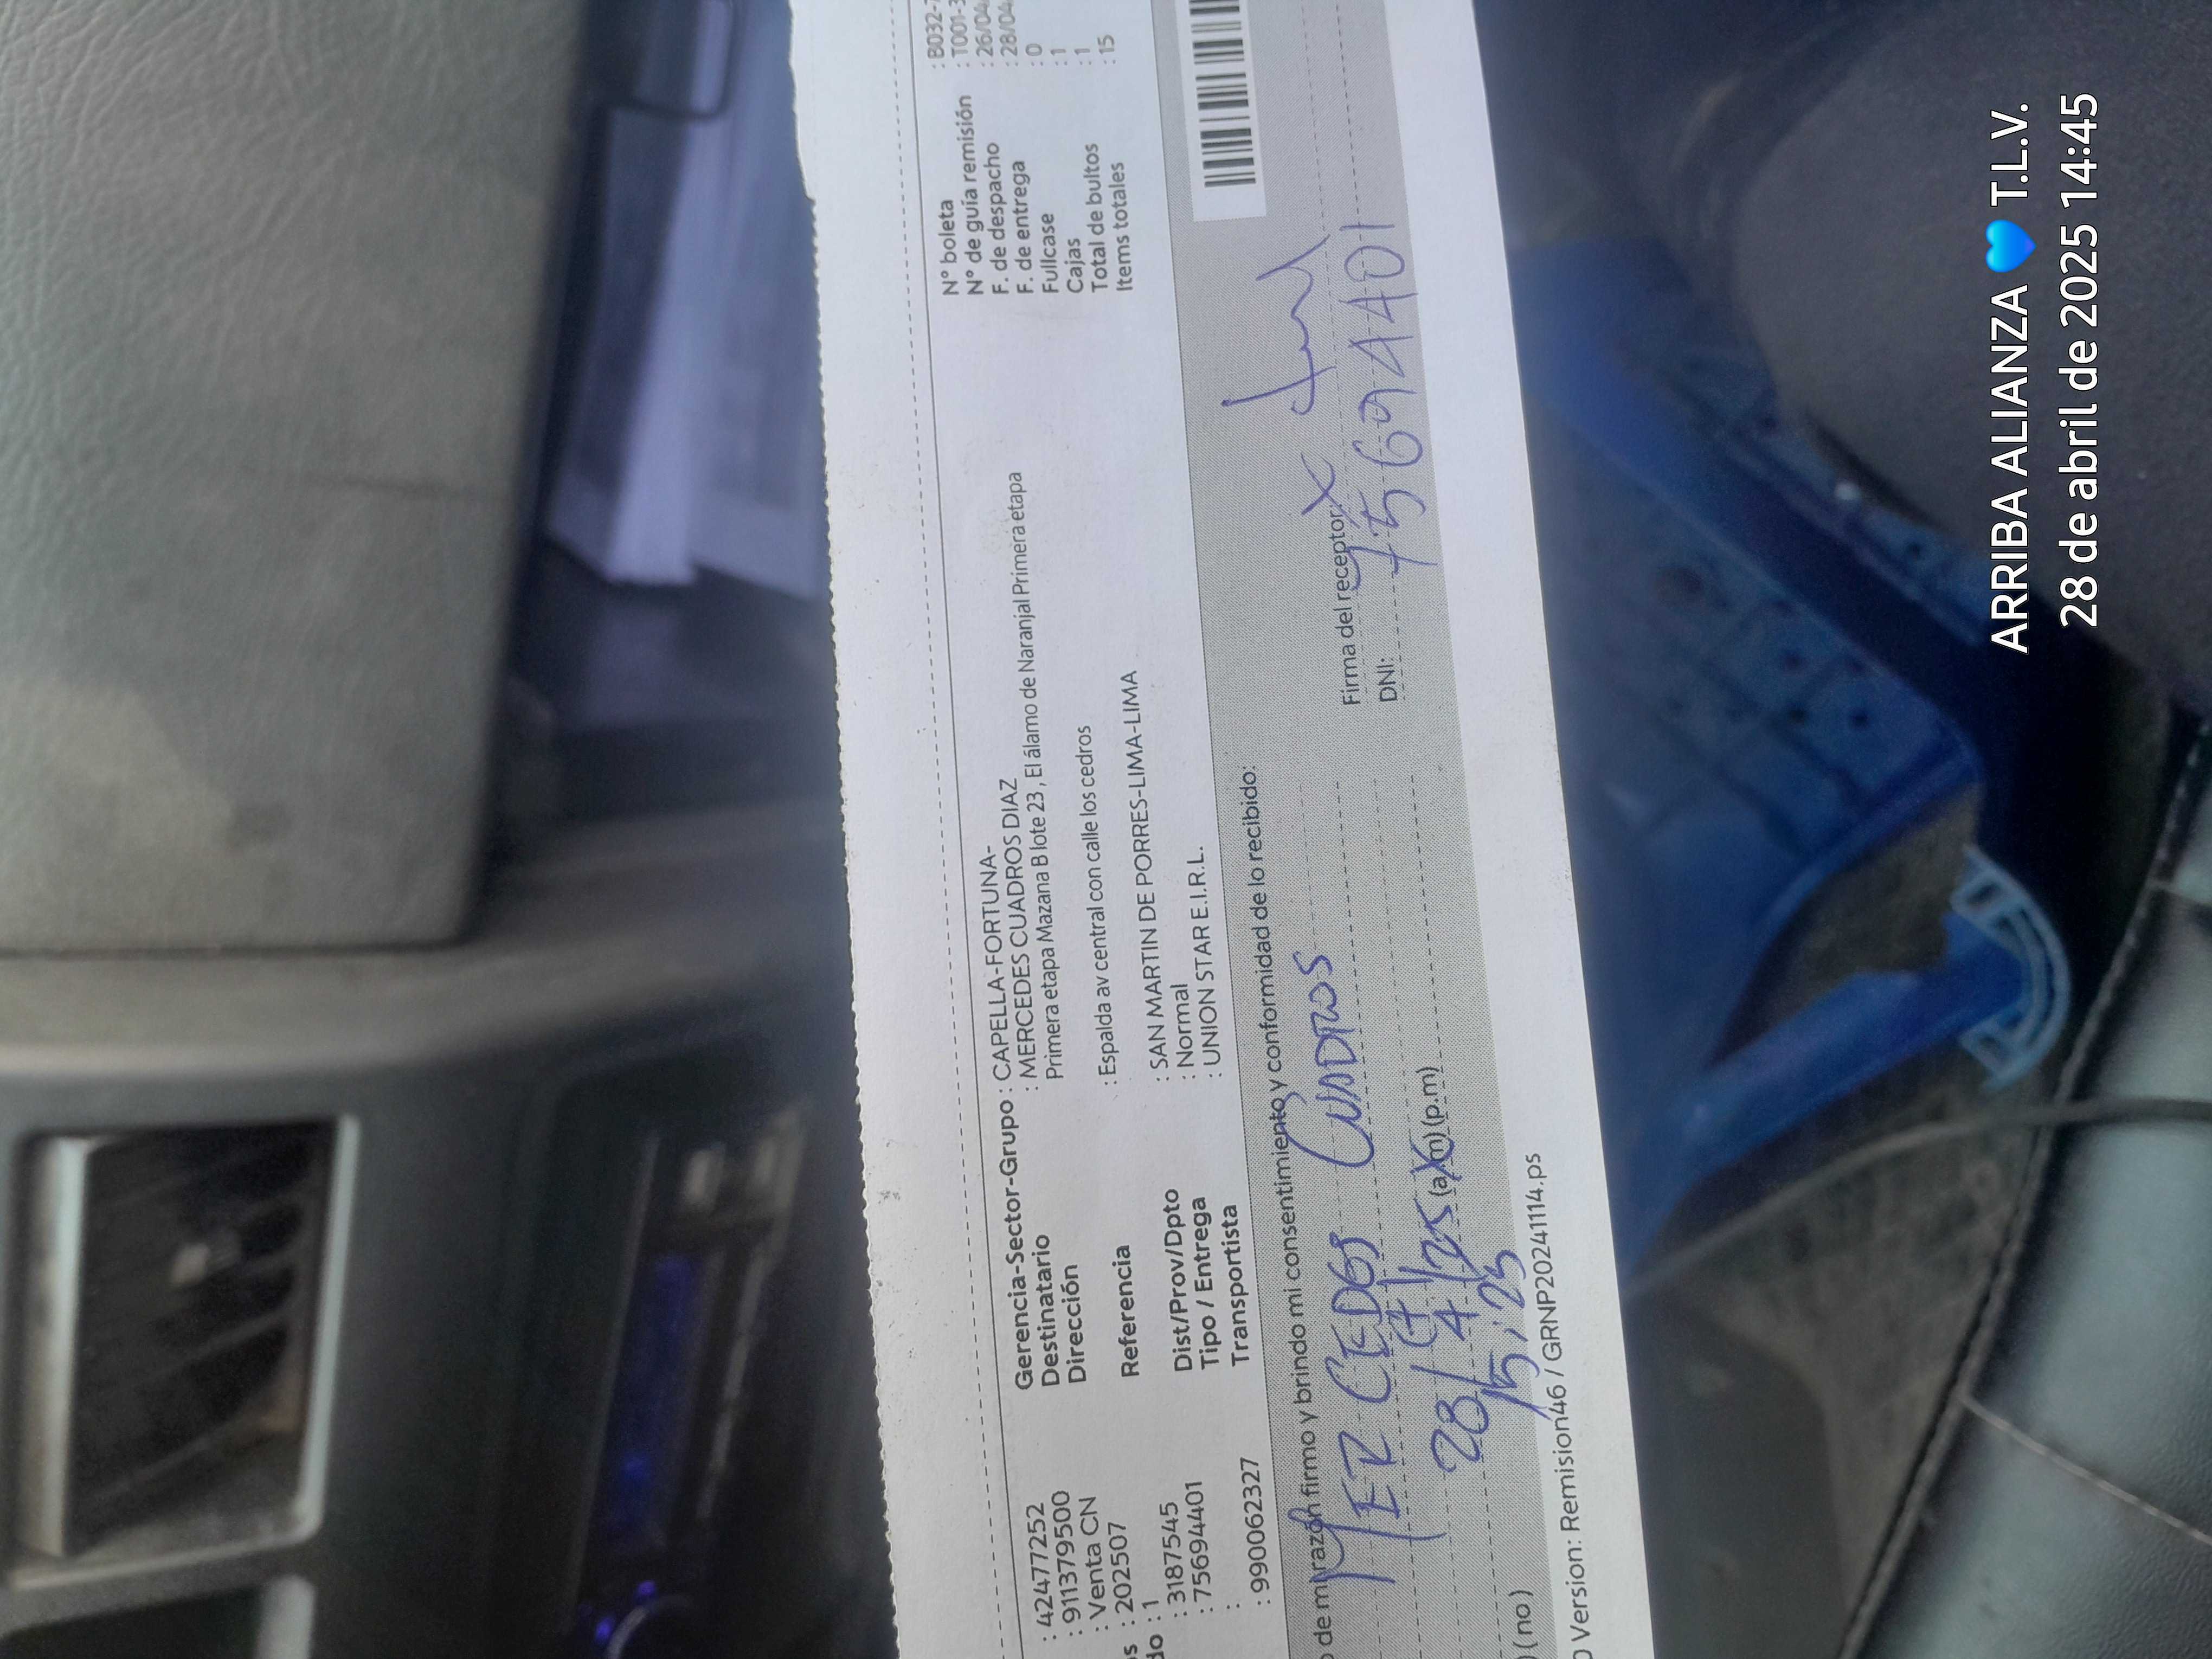 : 42477252
: 911379500
: Venta CN
: 202507
: 1
: 3187545
: 75694401
:
: 990062327
Gerencia-Sector-Grupo : CAPELLA-FORTUNA-
Destinatario : MERCEDES CUADROS DIAZ
Dirección Primera etapa Mazana B lote 23 , El álamo de Naranjal Primera etapa
Referencia : Espalda av central con calle los cedros
Dist/Prov/Dpto : SAN MARTIN DE PORRES-LIMA-LIMA
Tipo / Entrega : Normal
Transportista : UNION STAR E.I.R.L.
N° boleta : B032-
N° de guía remisión : T001-3
F. de despacho : 26/04
F. de entrega : 28/04
Fullcase : 0
Cajas : 1
Total de bultos : 1
Items totales : 15
de mi razón firmo y brindo mi consentimiento y conformidad de lo recibido:
MERCEDES CUADROS
28/4/25 (a.m) (p.m)
15:25
Firma del receptor: X
DNI: 75694401
(no)
) Version: Remision46 / GRNP20241114.ps
ARRIBA ALIANZA 💙 T.L.V.
28 de abril de 2025 14:45